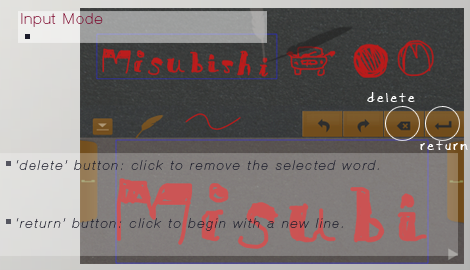 Input Mode
Misubishi
delete
return
'delete' button: click to remove the selected word.
'return' button: click to begin with a new line.
Misubi